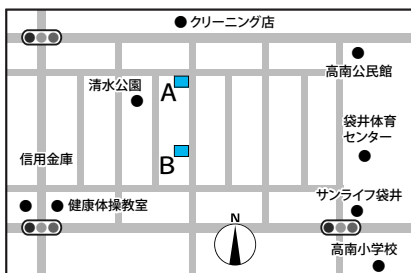 クリーニング店
高南公民館
清水公園
A
袋井体育
センター
B
信用金庫
サンライフ袋井
健康体操教室
N
高南小学校